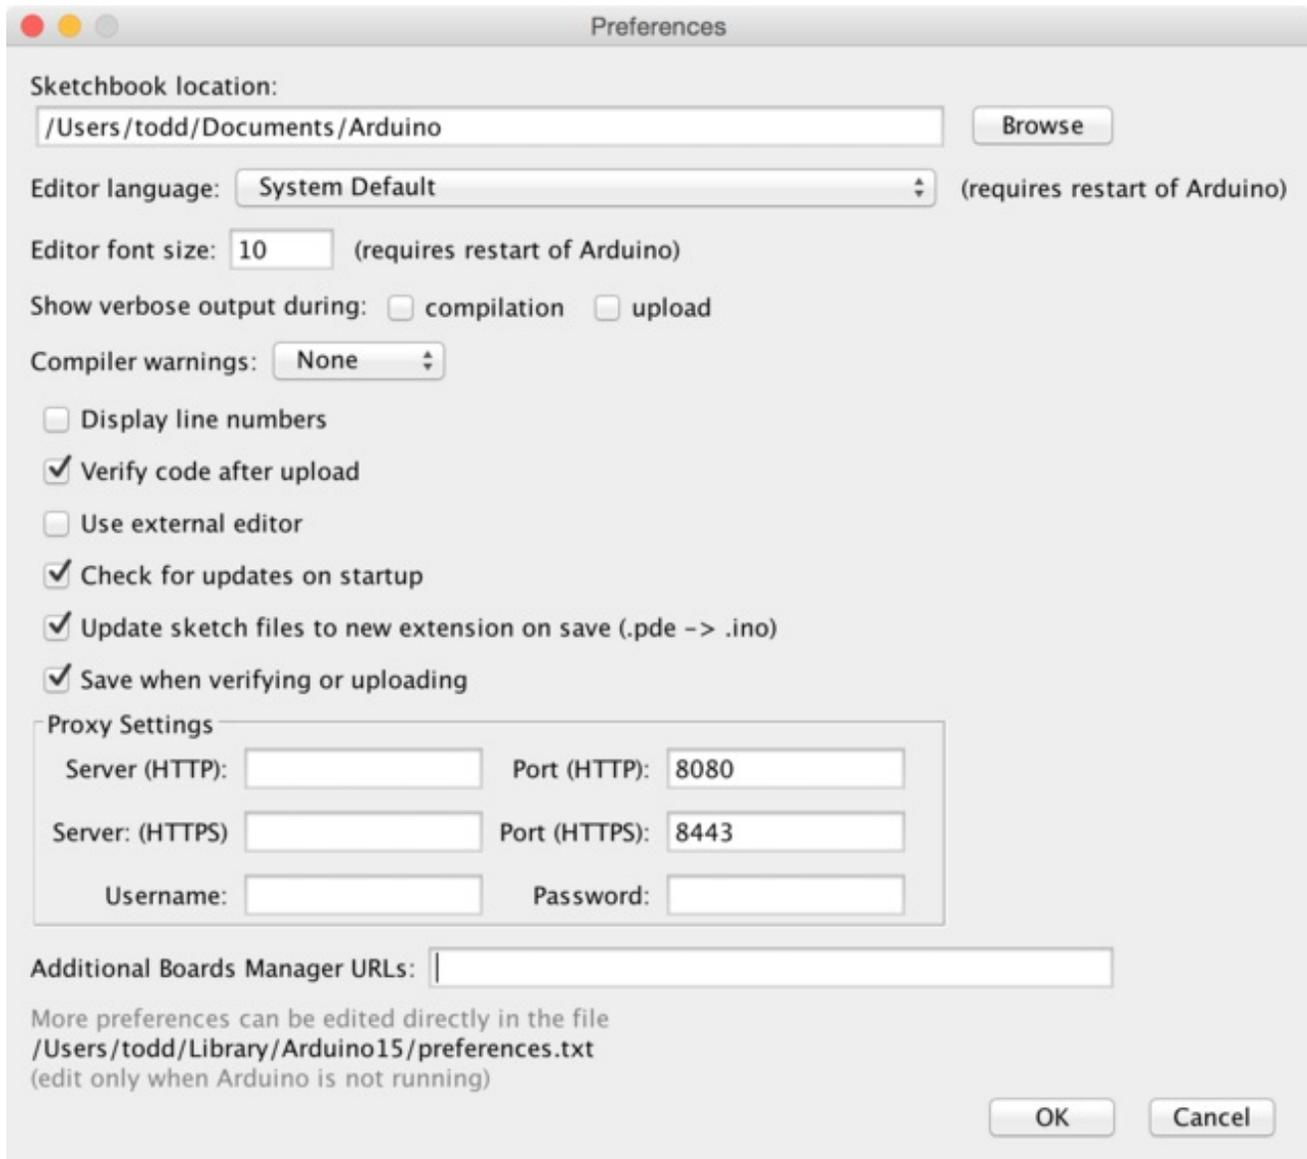 Preferences
Sketchbook location:
/Users/todd/Documents/Arduino
Browse
Editor language: System Default (requires restart of Arduino)
Editor font size: 10 (requires restart of Arduino)
Show verbose output during: compilation upload
Compiler warnings: None
Display line numbers
Verify code after upload
Use external editor
Check for updates on startup
Update sketch files to new extension on save (.pde -> .ino)
Save when verifying or uploading
Proxy Settings
Server (HTTP): Port (HTTP): 8080
Server: (HTTPS) Port (HTTPS): 8443
Username: Password:
Additional Boards Manager URLs:
More preferences can be edited directly in the file
/Users/todd/Library/Arduino15/preferences.txt
(edit only when Arduino is not running)
OK Cancel